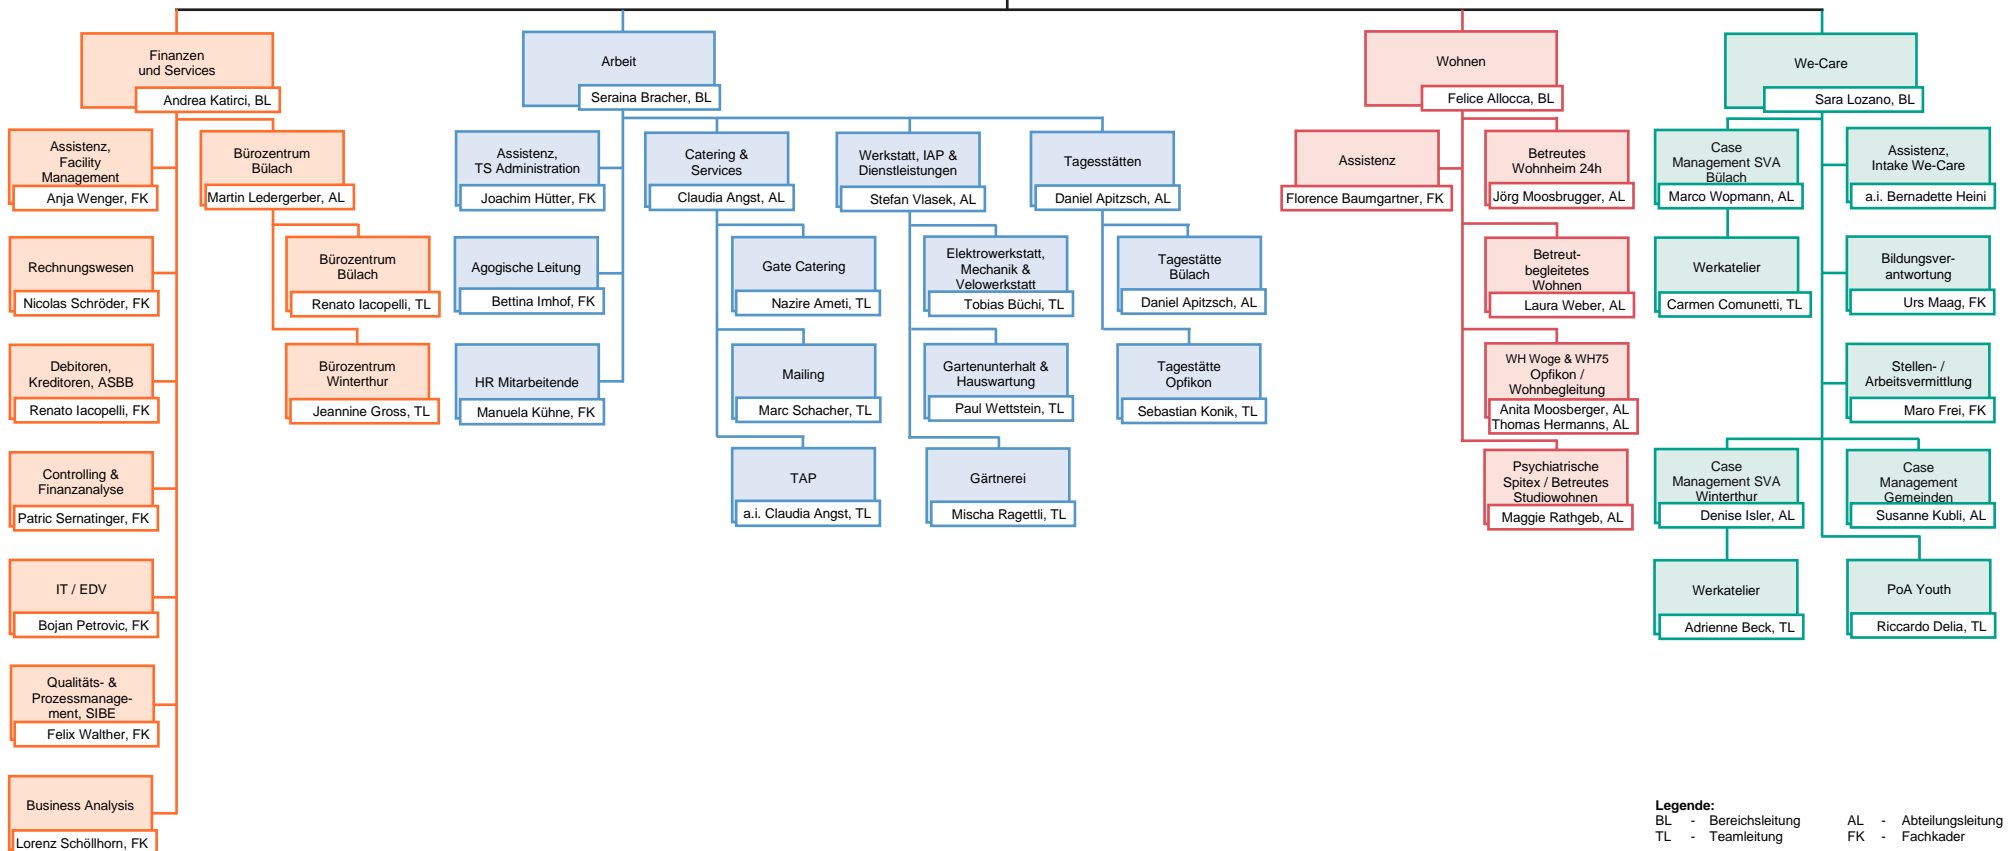 Finanzen
und Services
Andrea Katirci, BL
Assistenz,
Facility
Management
Anja Wenger, FK
Bürozentrum
Bülach
Martin Ledergerber, AL
Rechnungswesen
Nicolas Schröder, FK
Bürozentrum
Bülach
Renato Iacopelli, TL
Debitoren,
Kreditoren, ASBB
Renato Iacopelli, FK
Bürozentrum
Winterthur
Jeannine Gross, TL
Controlling &
Finanzanalyse
Patric Sernatinger, FK
IT / EDV
Bojan Petrovic, FK
Qualitäts- &
Prozessmanage-
ment, SIBE
Felix Walther, FK
Business Analysis
Lorenz Schöllhorn, FK
Arbeit
Seraina Bracher, BL
Assistenz,
TS Administration
Joachim Hütter, FK
Agogische Leitung
Bettina Imhof, FK
HR Mitarbeitende
Manuela Kühne, FK
Catering &
Services
Claudia Angst, AL
Gate Catering
Nazire Ameti, TL
Mailing
Marc Schacher, TL
TAP
a.i. Claudia Angst, TL
Werkstatt, IAP &
Dienstleistungen
Stefan Vlasek, AL
Elektrowerkstatt,
Mechanik &
Velowerkstatt
Tobias Büchi, TL
Gartenunterhalt &
Hauswartung
Paul Wettstein, TL
Gärtnerei
Mischa Ragettli, TL
Tagesstätten
Daniel Apitzsch, AL
Tagestätte
Bülach
Daniel Apitzsch, AL
Tagestätte
Opfikon
Sebastian Konik, TL
Wohnen
Felice Allocca, BL
Assistenz
Florence Baumgartner, FK
Betreutes
Wohnheim 24h
Jörg Moosbrugger, AL
Betreut-
begleitetes
Wohnen
Laura Weber, AL
WH Woge & WH75
Opfikon /
Wohnbegleitung
Anita Moosberger, AL
Thomas Hermanns, AL
Psychiatrische
Spitex / Betreutes
Studiowohnen
Maggie Rathgeb, AL
We-Care
Sara Lozano, BL
Case
Management SVA
Bülach
Marco Wopmann, AL
Assistenz,
Intake We-Care
a.i. Bernadette Heini
Werkatelier
Carmen Comunetti, TL
Bildungsver-
antwortung
Urs Maag, FK
Stellen- /
Arbeitsvermittlung
Maro Frei, FK
Case
Management SVA
Winterthur
Denise Isler, AL
Case
Management
Gemeinden
Susanne Kubli, AL
Werkatelier
Adrienne Beck, TL
PoA Youth
Riccardo Delia, TL
Legende:
BL - Bereichsleitung AL - Abteilungsleitung
TL - Teamleitung FK - Fachkader